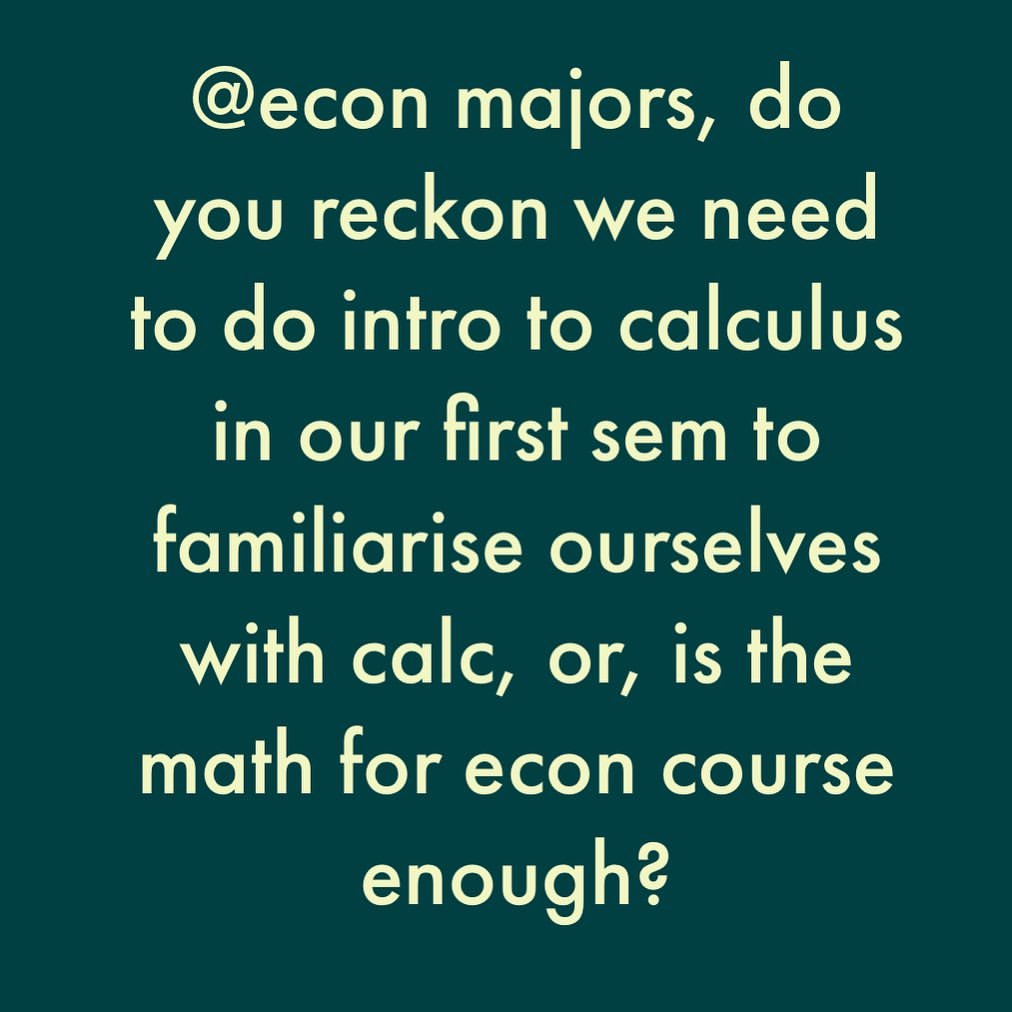 @econ majors, do
you reckon we need
to do intro to calculus
in our first sem to
familiarise ourselves
with calc, or, is the
math for econ course
enough?